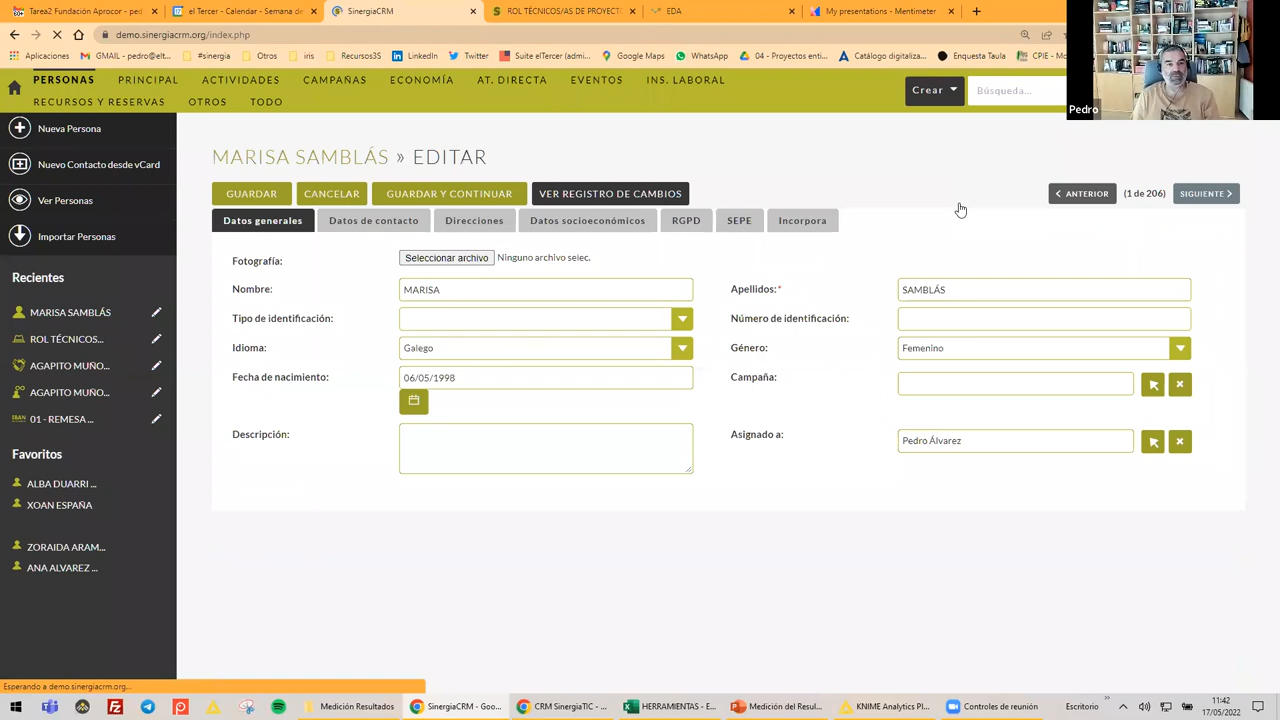 Tarea2 Fundación Aprocor - ped
el Tercer - Calendar - Semana de
SinergiaCRM
ROL TÉCNICOS/AS DE PROYECTO
EDA
My presentations - Mentimeter
demo.sinergiacrm.org/index.php
Aplicaciones
GMAIL - pedro@elt...
#sinergia
Otros
iris
Recursos3S
LinkedIn
Twitter
Suite elTercer (admi...
Google Maps
WhatsApp
04 - Proyectos enti...
Catálogo digitaliza...
Enquesta Taula
CPIE - M
PERSONAS
PRINCIPAL
ACTIVIDADES
CAMPAÑAS
ECONOMÍA
AT. DIRECTA
EVENTOS
INS. LABORAL
RECURSOS Y RESERVAS
OTROS
TODO
Crear
Búsqueda...
Pedro
Nueva Persona
Nuevo Contacto desde vCard
Ver Personas
Importar Personas
Recientes
MARISA SAMBLÁS
ROL TÉCNICOS...
AGAPITO MUÑO...
AGAPITO MUÑO...
01 - REMESA ...
Favoritos
ALBA DUARRI ...
XOAN ESPAÑA
ZORAIDA ARAM...
ANA ALVAREZ ...
MARISA SAMBLÁS » EDITAR
GUARDAR
CANCELAR
GUARDAR Y CONTINUAR
VER REGISTRO DE CAMBIOS
ANTERIOR
(1 de 206)
SIGUIENTE
Datos generales
Datos de contacto
Direcciones
Datos socioeconómicos
RGPD
SEPE
Incorpora
Fotografía:
Seleccionar archivo
Ninguno archivo selec.
Nombre:
MARISA
Apellidos:*
SAMBLÁS
Tipo de identificación:
Número de identificación:
Idioma:
Galego
Género:
Femenino
Fecha de nacimiento:
06/05/1998
Campaña:
Descripción:
Asignado a:
Pedro Álvarez
Esperando a demo.sinergiacrm.org...
Medición Resultados
SinergiaCRM - Goo...
CRM SinergiaTIC - ...
HERRAMIENTAS - E...
Medición del Resul...
KNIME Analytics Pl...
Controles de reunión
Escritorio
11:42
17/05/2022